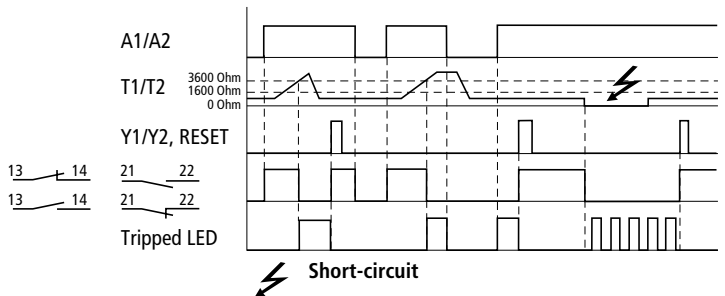 A1/A2
T1/T2
3600 Ohm
1600 Ohm
0 Ohm
Y1/Y2, RESET
13 14 21 22
13 14 21 22
Tripped LED
Short-circuit